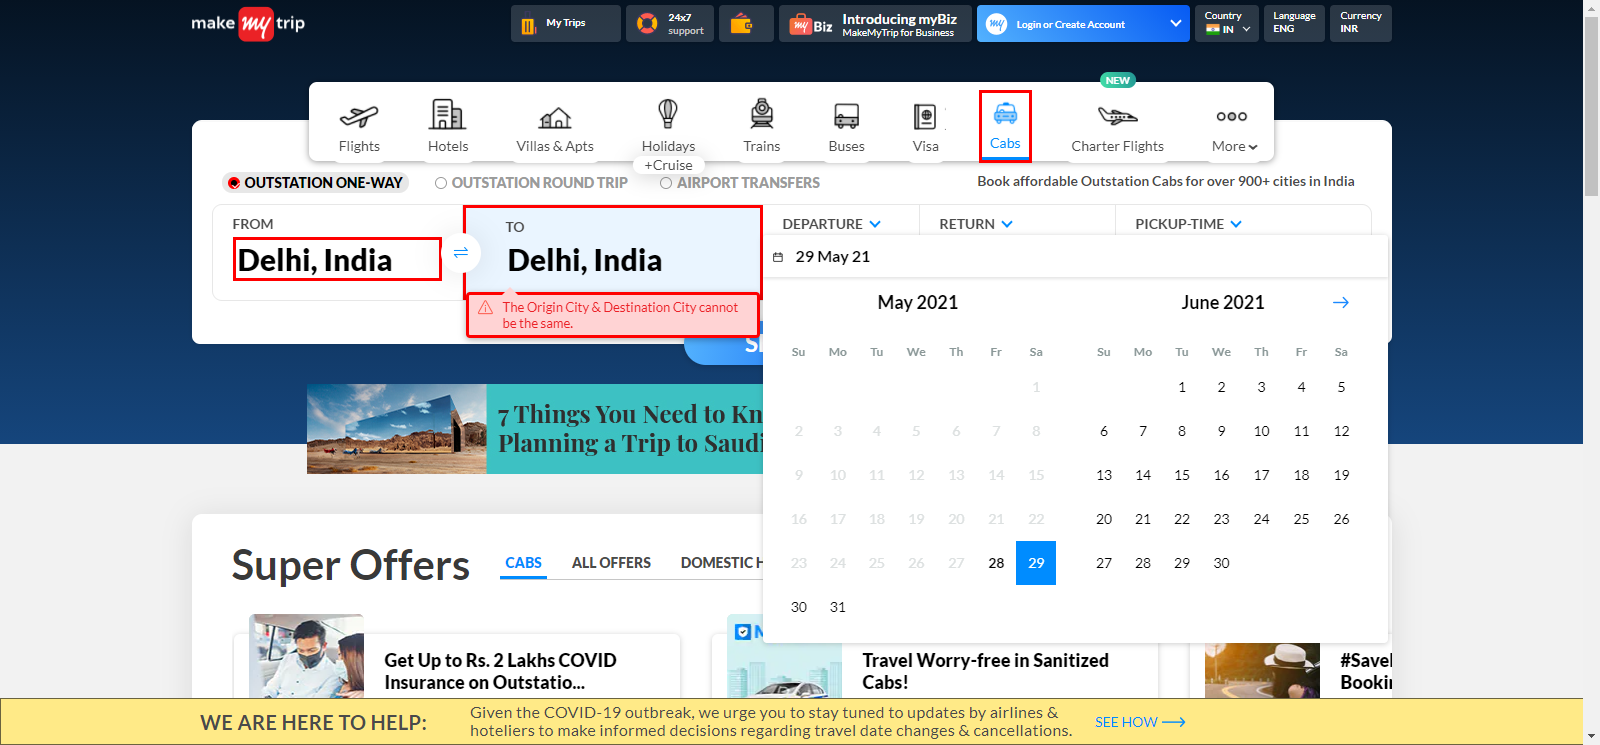 make my trip
My Trips
24x7
support
myBiz
Introducing myBiz
MakeMyTrip for Business
my
Login or Create Account
Country
IN
Language
ENG
Currency
INR
NEW
Flights
Hotels
Villas & Apts
Holidays
+Cruise
Trains
Buses
Visa
Cabs
Charter Flights
More
OUTSTATION ONE-WAY
OUTSTATION ROUND TRIP
AIRPORT TRANSFERS
Book affordable Outstation Cabs for over 900+ cities in India
FROM
Delhi, India
TO
Delhi, India
The Origin City & Destination City cannot
be the same.
DEPARTURE
RETURN
PICKUP-TIME
29 May 21
May 2021
Su Mo Tu We Th Fr Sa
1
2 3 4 5 6 7 8
9 10 11 12 13 14 15
16 17 18 19 20 21 22
23 24 25 26 27 28 29
30 31
June 2021
Su Mo Tu We Th Fr Sa
1 2 3 4 5
6 7 8 9 10 11 12
13 14 15 16 17 18 19
20 21 22 23 24 25 26
27 28 29 30
7 Things You Need to Kn
Planning a Trip to Saudi
Super Offers
CABS
ALL OFFERS
DOMESTIC H
Get Up to Rs. 2 Lakhs COVID
Insurance on Outstatio...
Travel Worry-free in Sanitized
Cabs!
WE ARE HERE TO HELP:
Given the COVID-19 outbreak, we urge you to stay tuned to updates by airlines &
hoteliers to make informed decisions regarding travel date changes & cancellations.
SEE HOW